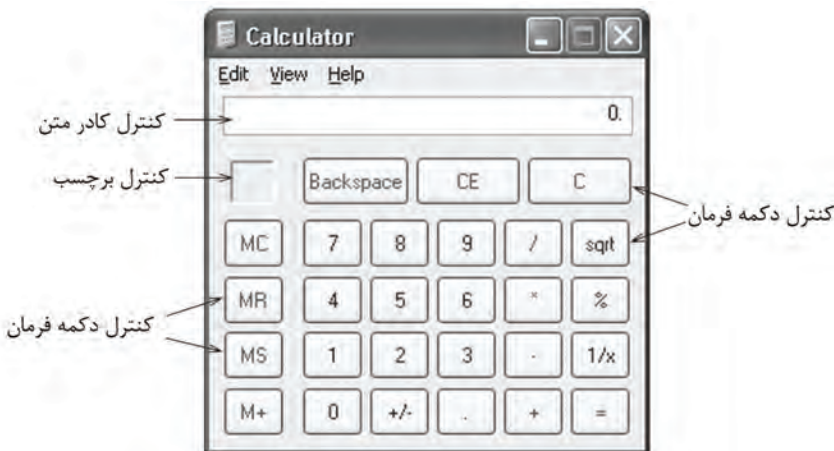 Calculator
Edit View Help
0.
کنترل کادر متن
کنترل برچسب
Backspace CE C
کنترل دکمه فرمان
MC 7 8 9 / sqrt
MR 4 5 6 * %
کنترل دکمه فرمان
MS 1 2 3 - 1/x
M+ 0 +/- . + =